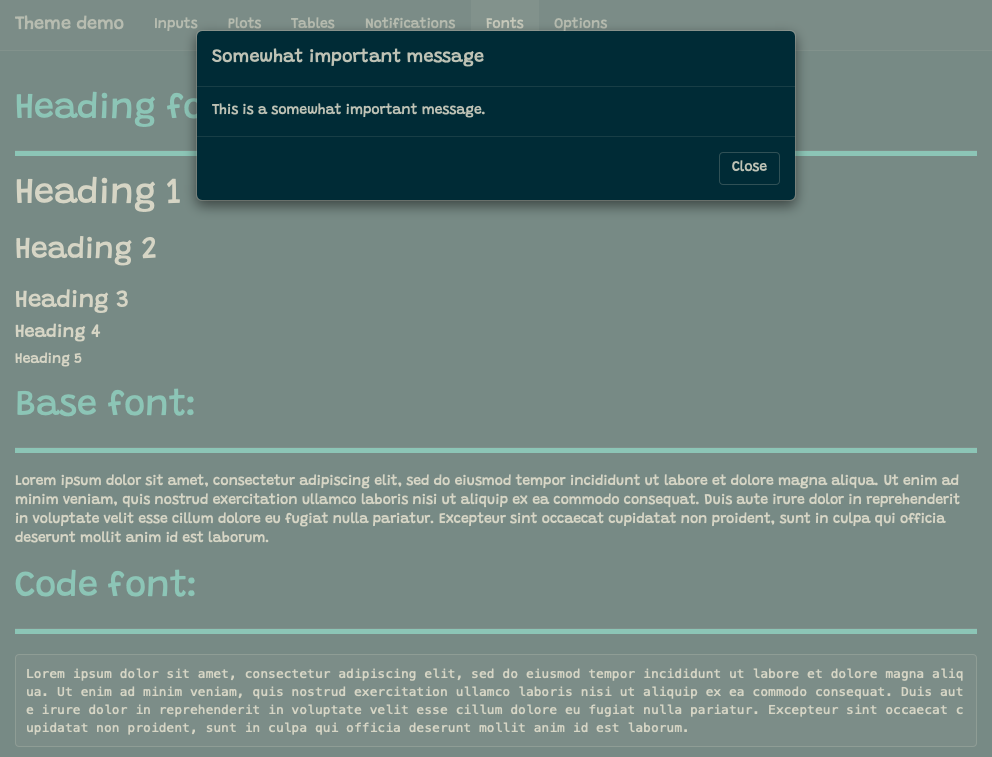 Theme demo Inputs Plots Tables Notifications Fonts Options
Somewhat important message
This is a somewhat important message.
Close
Heading fo
Heading 1
Heading 2
Heading 3
Heading 4
Heading 5
Base font:
Lorem ipsum dolor sit amet, consectetur adipiscing elit, sed do eiusmod tempor incididunt ut labore et dolore magna aliqua. Ut enim ad
minim veniam, quis nostrud exercitation ullamco laboris nisi ut aliquip ex ea commodo consequat. Duis aute irure dolor in reprehenderit
in voluptate velit esse cillum dolore eu fugiat nulla pariatur. Excepteur sint occaecat cupidatat non proident, sunt in culpa qui officia
deserunt mollit anim id est laborum.
Code font:
Lorem ipsum dolor sit amet, consectetur adipiscing elit, sed do eiusmod tempor incididunt ut labore et dolore magna aliq
ua. Ut enim ad minim veniam, quis nostrud exercitation ullamco laboris nisi ut aliquip ex ea commodo consequat. Duis aut
e irure dolor in reprehenderit in voluptate velit esse cillum dolore eu fugiat nulla pariatur. Excepteur sint occaecat c
upidatat non proident, sunt in culpa qui officia deserunt mollit anim id est laborum.